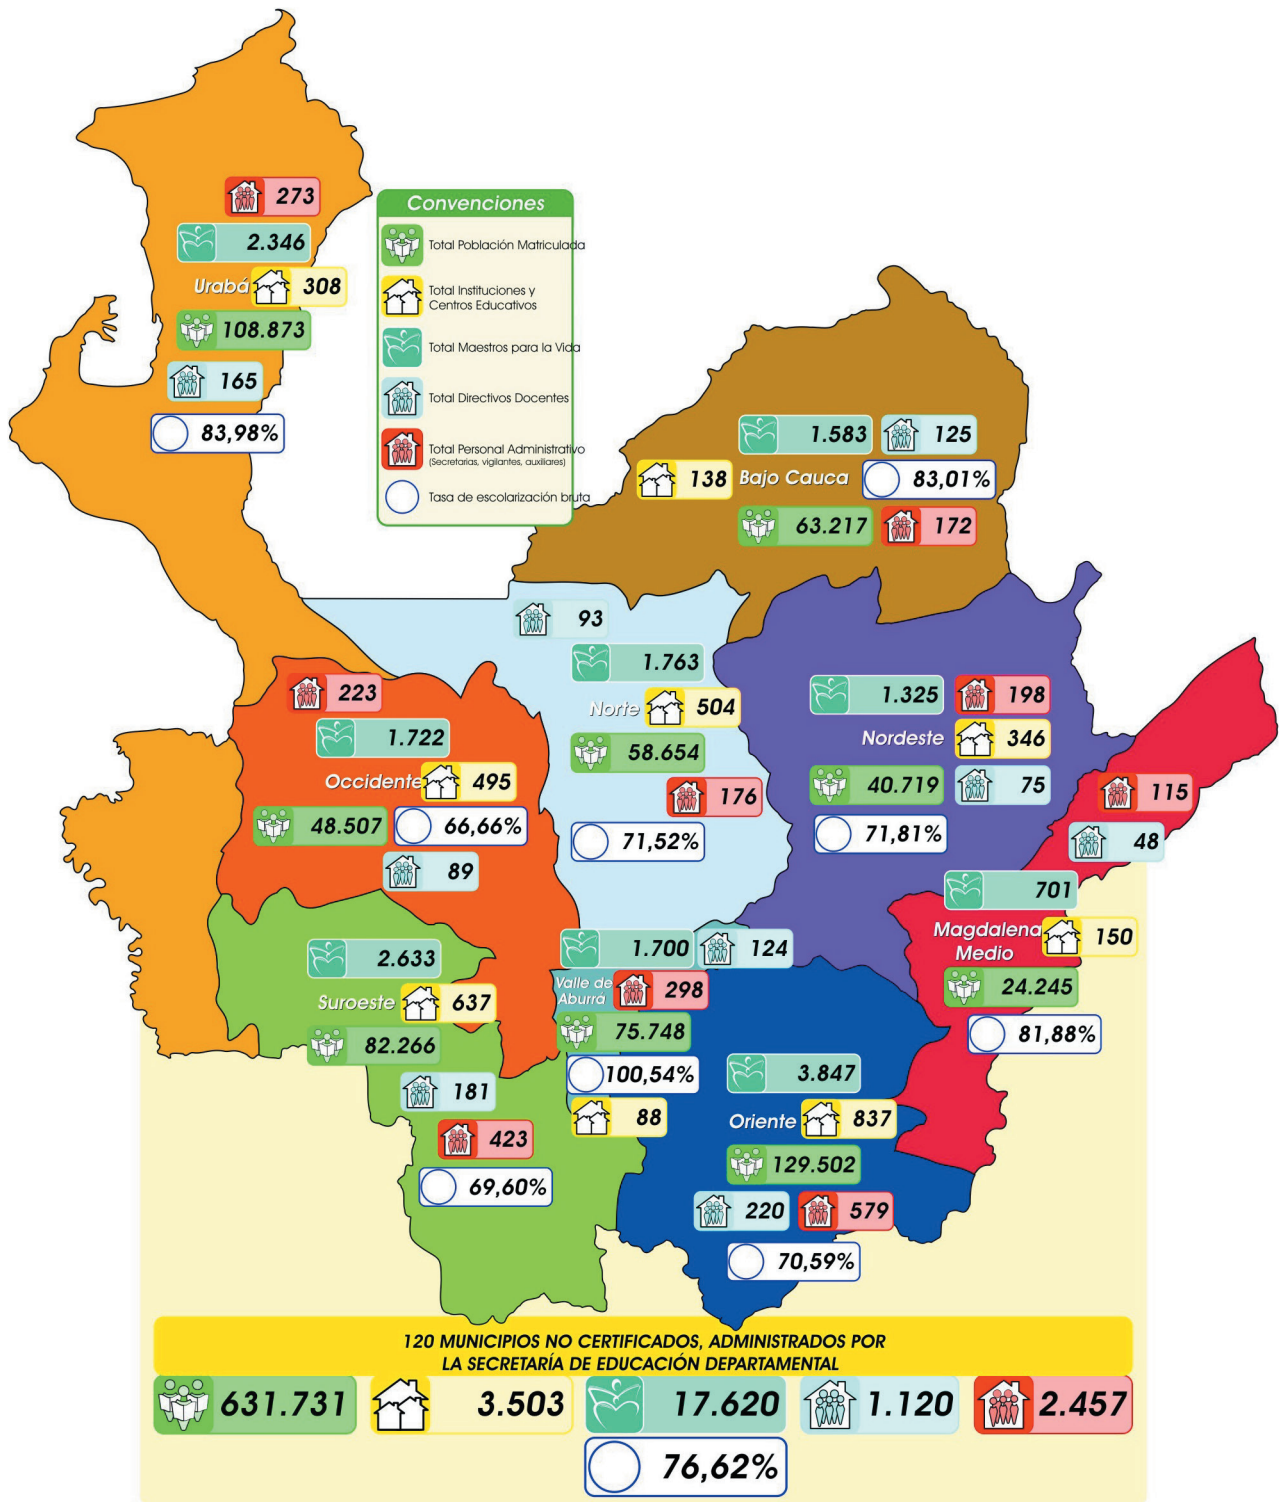 273
2.346
Urabá 308
108.873
165
83,98%
Convenciones
Total Población Matriculada
Total Instituciones y
Centros Educativos
Total Maestros para la Vida
Total Directivos Docentes
Total Personal Administrativo
(Secretarias, vigilantes, auxiliares)
Tasa de escolarización bruta
1.583 125
138 Bajo Cauca 83,01%
63.217 172
93
1.763
Norte 504
58.654
176
71,52%
223
1.722
Occidente 495
48.507 66,66%
89
1.325 198
Nordeste 346
40.719 75
71,81%
115
48
701
Magdalena
Medio
150
24.245
81,88%
2.633
Suroeste 637
82.266
181
423
69,60%
1.700 124
Valle de
Aburrá
298
75.748
100,54%
88
3.847
Oriente 837
129.502
220 579
70,59%
120 MUNICIPIOS NO CERTIFICADOS, ADMINISTRADOS POR
LA SECRETARÍA DE EDUCACIÓN DEPARTAMENTAL
631.731 3.503 17.620 1.120 2.457
76,62%